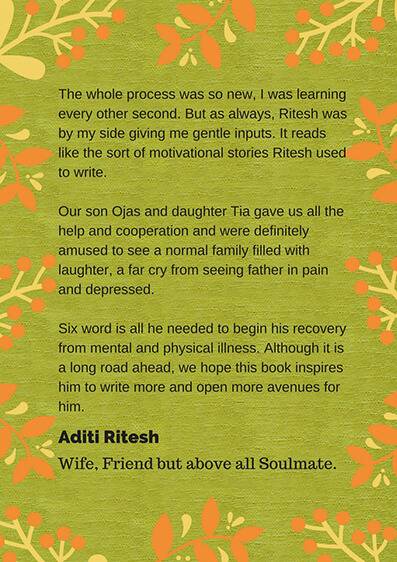 The whole process was so new, I was learning
every other second. But as always, Ritesh was
by my side giving me gentle inputs. It reads
like the sort of motivational stories Ritesh used
to write.
Our son Ojas and daughter Tia gave us all the
help and cooperation and were definitely
amused to see a normal family filled with
laughter, a far cry from seeing father in pain
and depressed.
Six word is all he needed to begin his recovery
from mental and physical illness. Although it is
a long road ahead, we hope this book inspires
him to write more and open more avenues for
him.
Aditi Ritesh
Wife, Friend but above all Soulmate.